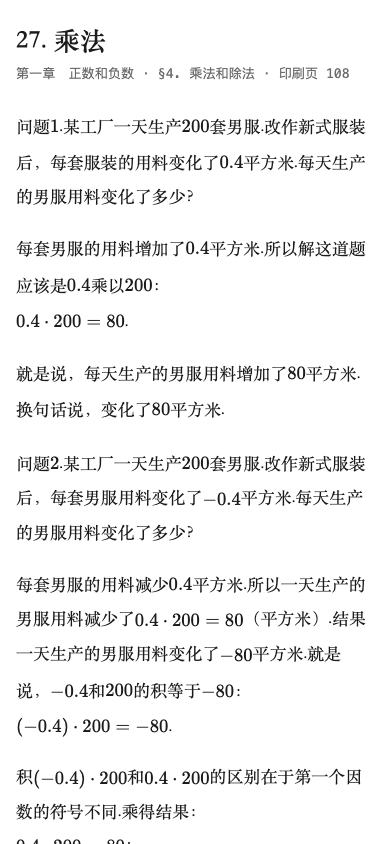 27. 乘法
第一章 正数和负数 · §4. 乘法和除法 · 印刷页 108
问题1.某工厂一天生产200套男服.改作新式服装
后，每套服装的用料变化了0.4平方米.每天生产
的男服用料变化了多少?
每套男服的用料增加了0.4平方米.所以解这道题
应该是0.4乘以200：
0.4 · 200 = 80.
就是说，每天生产的男服用料增加了80平方米.
换句话说，变化了80平方米.
问题2.某工厂一天生产200套男服.改作新式服装
后，每套男服用料变化了−0.4平方米.每天生产
的男服用料变化了多少?
每套男服的用料减少0.4平方米.所以一天生产的
男服用料减少了0.4 · 200 = 80（平方米）.结果
一天生产的男服用料变化了−80平方米.就是
说，−0.4和200的积等于−80：
(−0.4) · 200 = −80.
积(−0.4) · 200和0.4 · 200的区别在于第一个因
数的符号不同.乘得结果：